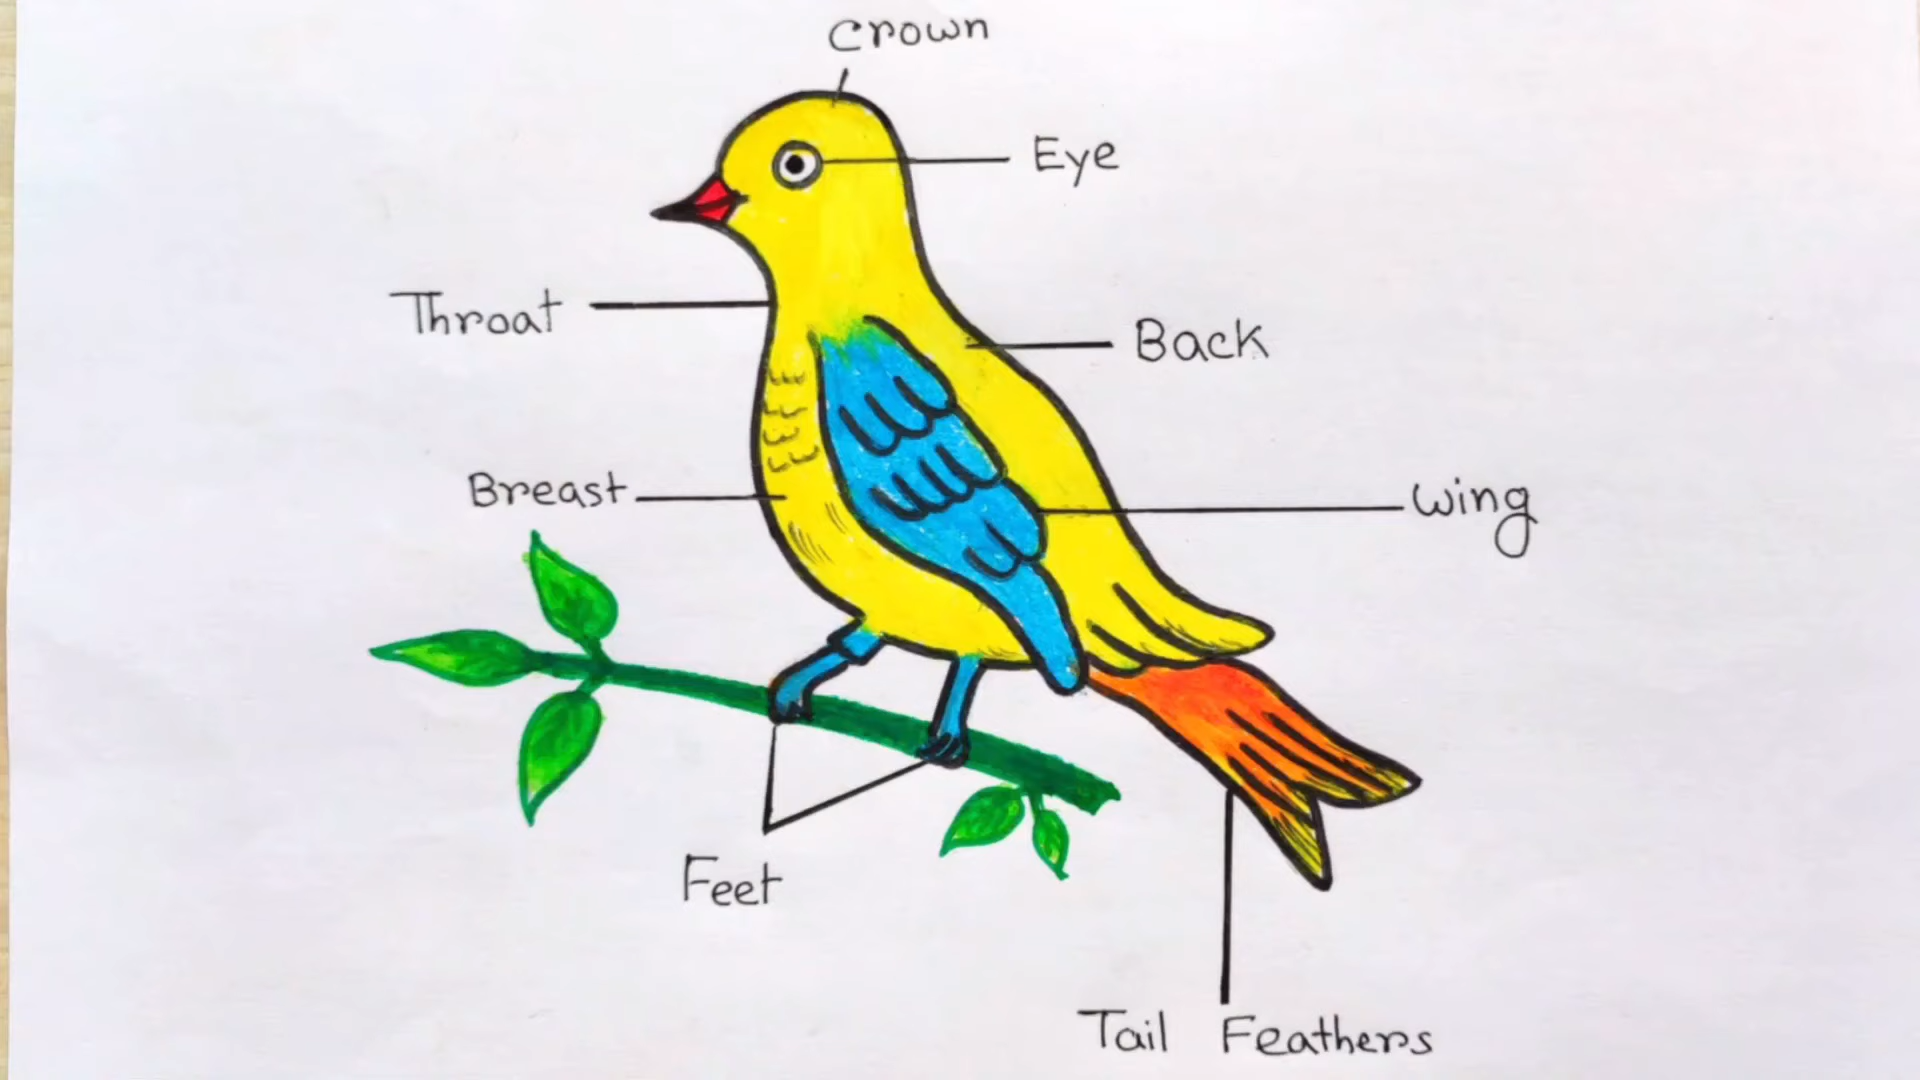 Crown
Eye
Throat
Back
Breast
Wing
Feet
Tail Feathers